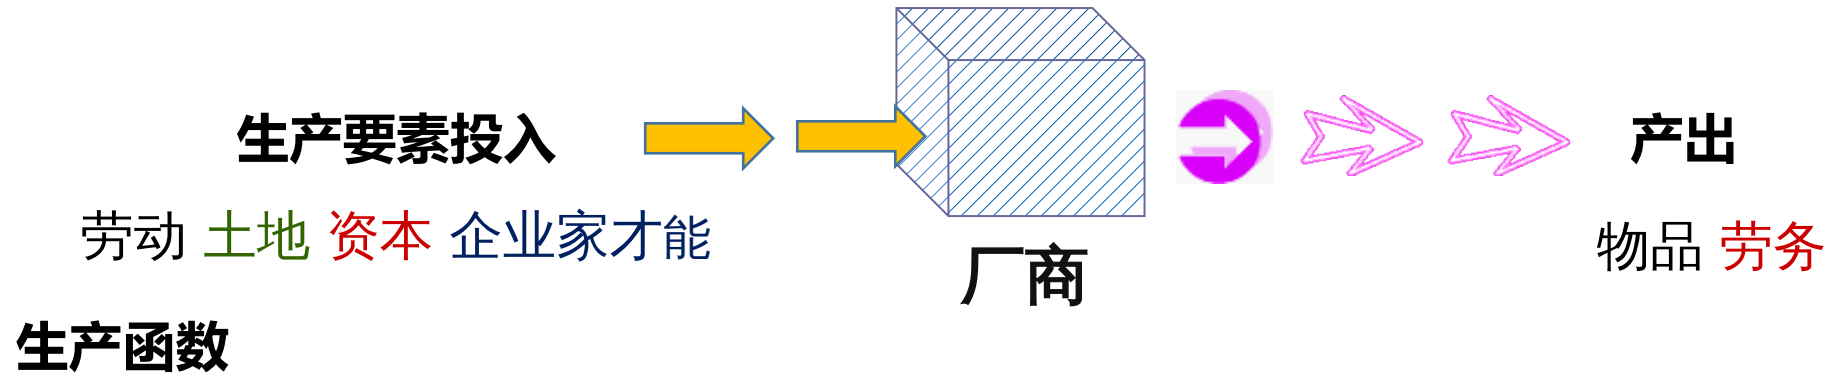 生产要素投入
产出
劳动 土地 资本 企业家才能
物品 劳务
厂商
生产函数